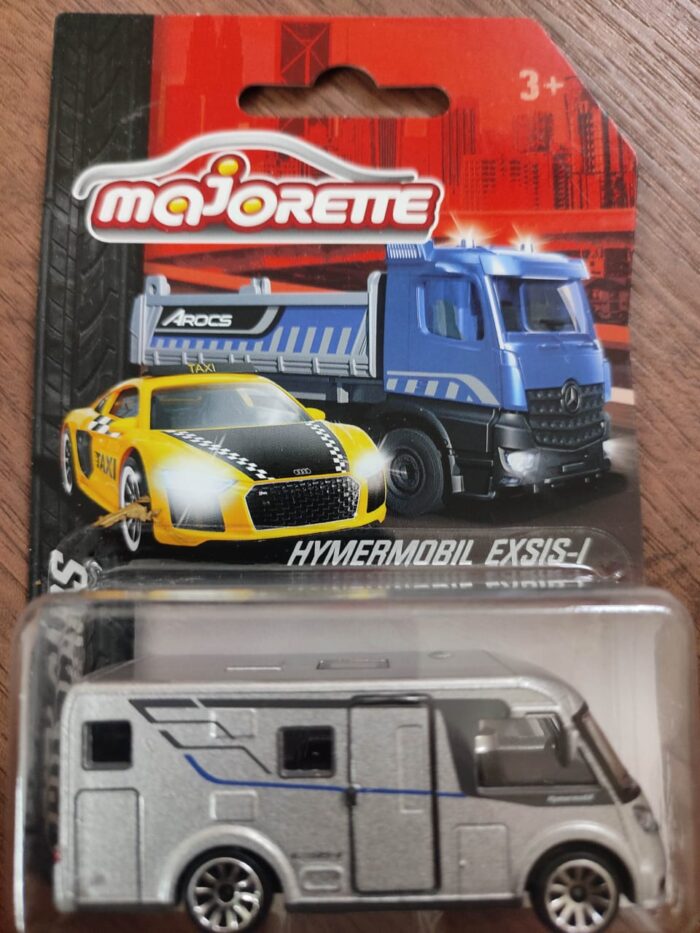 3+
MAJORETTE
AROCS
TAXI
TAXI
HYMERMOBIL EXSIS-I